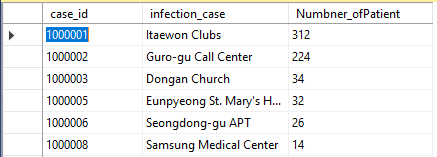 case_id infection_case Numbner_ofPatient
1000001 Itaewon Clubs 312
1000002 Guro-gu Call Center 224
1000003 Dongan Church 34
1000005 Eunpyeong St. Mary's H... 32
1000006 Seongdong-gu APT 26
1000008 Samsung Medical Center 14